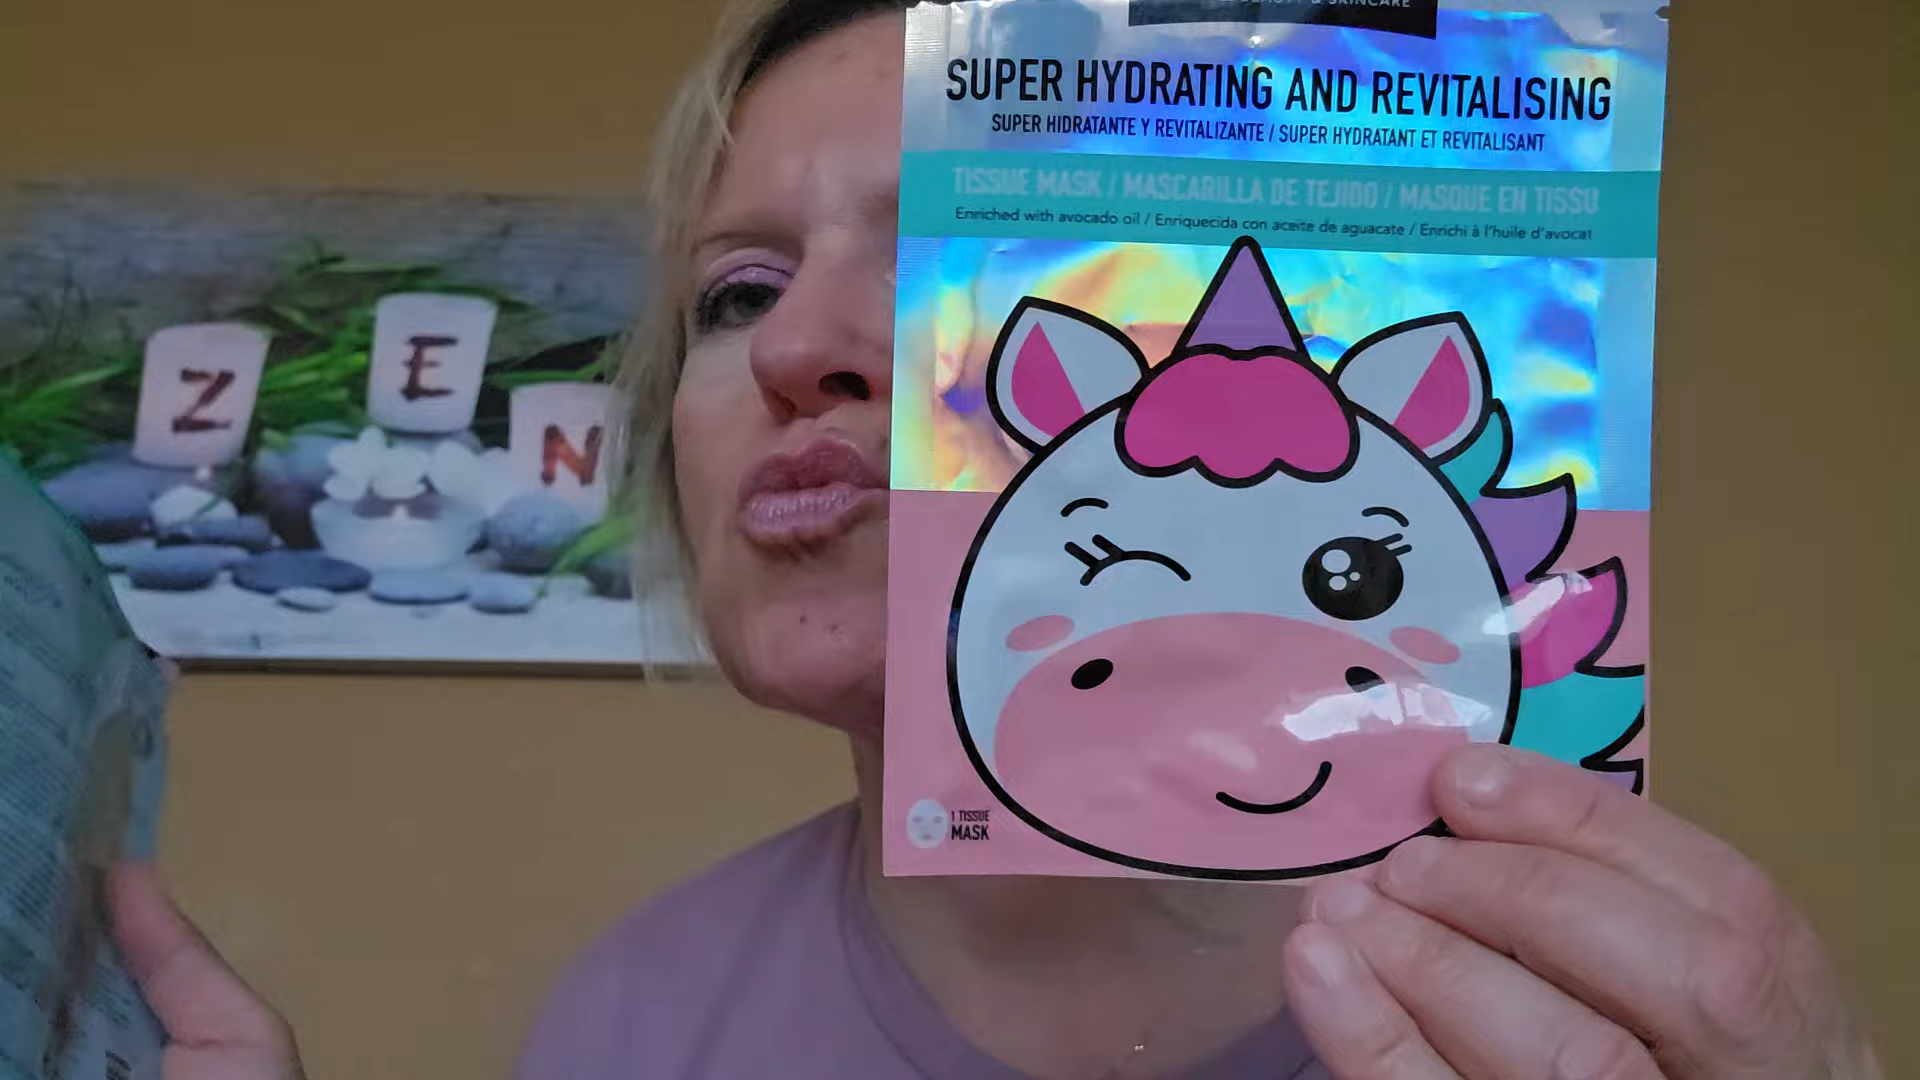 & SKINCARE
SUPER HYDRATING AND REVITALISING
SUPER HIDRATANTE Y REVITALIZANTE / SUPER HYDRATANT ET REVITALISANT
TISSUE MASK / MASCARILLA DE TEJIDO / MASQUE EN TISSU
Enriched with avocado oil / Enriquecida con aceite de aguacate / Enrichi à l'huile d'avocat
Z E N
1 TISSUE
MASK